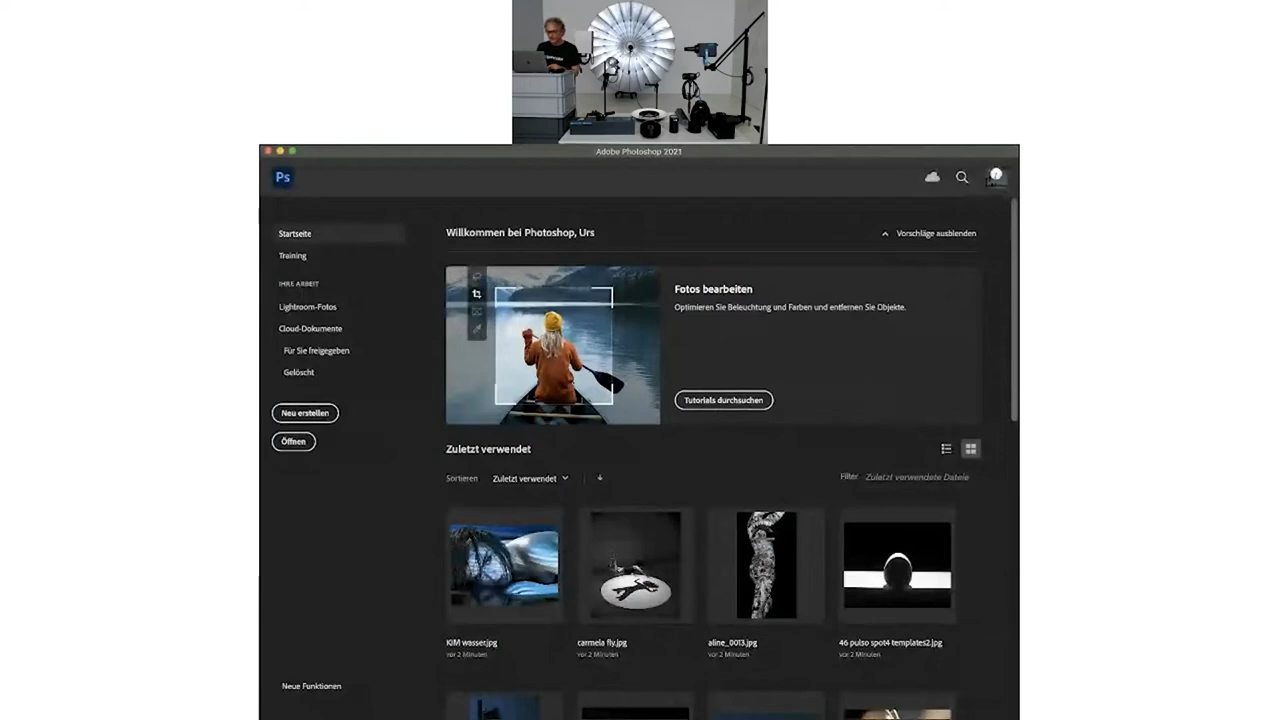 Adobe Photoshop 2021
Ps
Startseite
Willkommen bei Photoshop, Urs
Vorschläge ausblenden
Training
IHRE ARBEIT
Lightroom-Fotos
Cloud-Dokumente
Für Sie freigegeben
Gelöscht
Neu erstellen
Öffnen
Fotos bearbeiten
Optimieren Sie Beleuchtung und Farben und entfernen Sie Objekte.
Tutorials durchsuchen
Zuletzt verwendet
Sortieren Zuletzt verwendet
Filter Zuletzt verwendete Dateie
KIM wasser.jpg
vor 2 Minuten
carmela fly.jpg
vor 2 Minuten
aline_0013.jpg
vor 2 Minuten
46 pulso spot4 templates2.jpg
vor 2 Minuten
Neue Funktionen